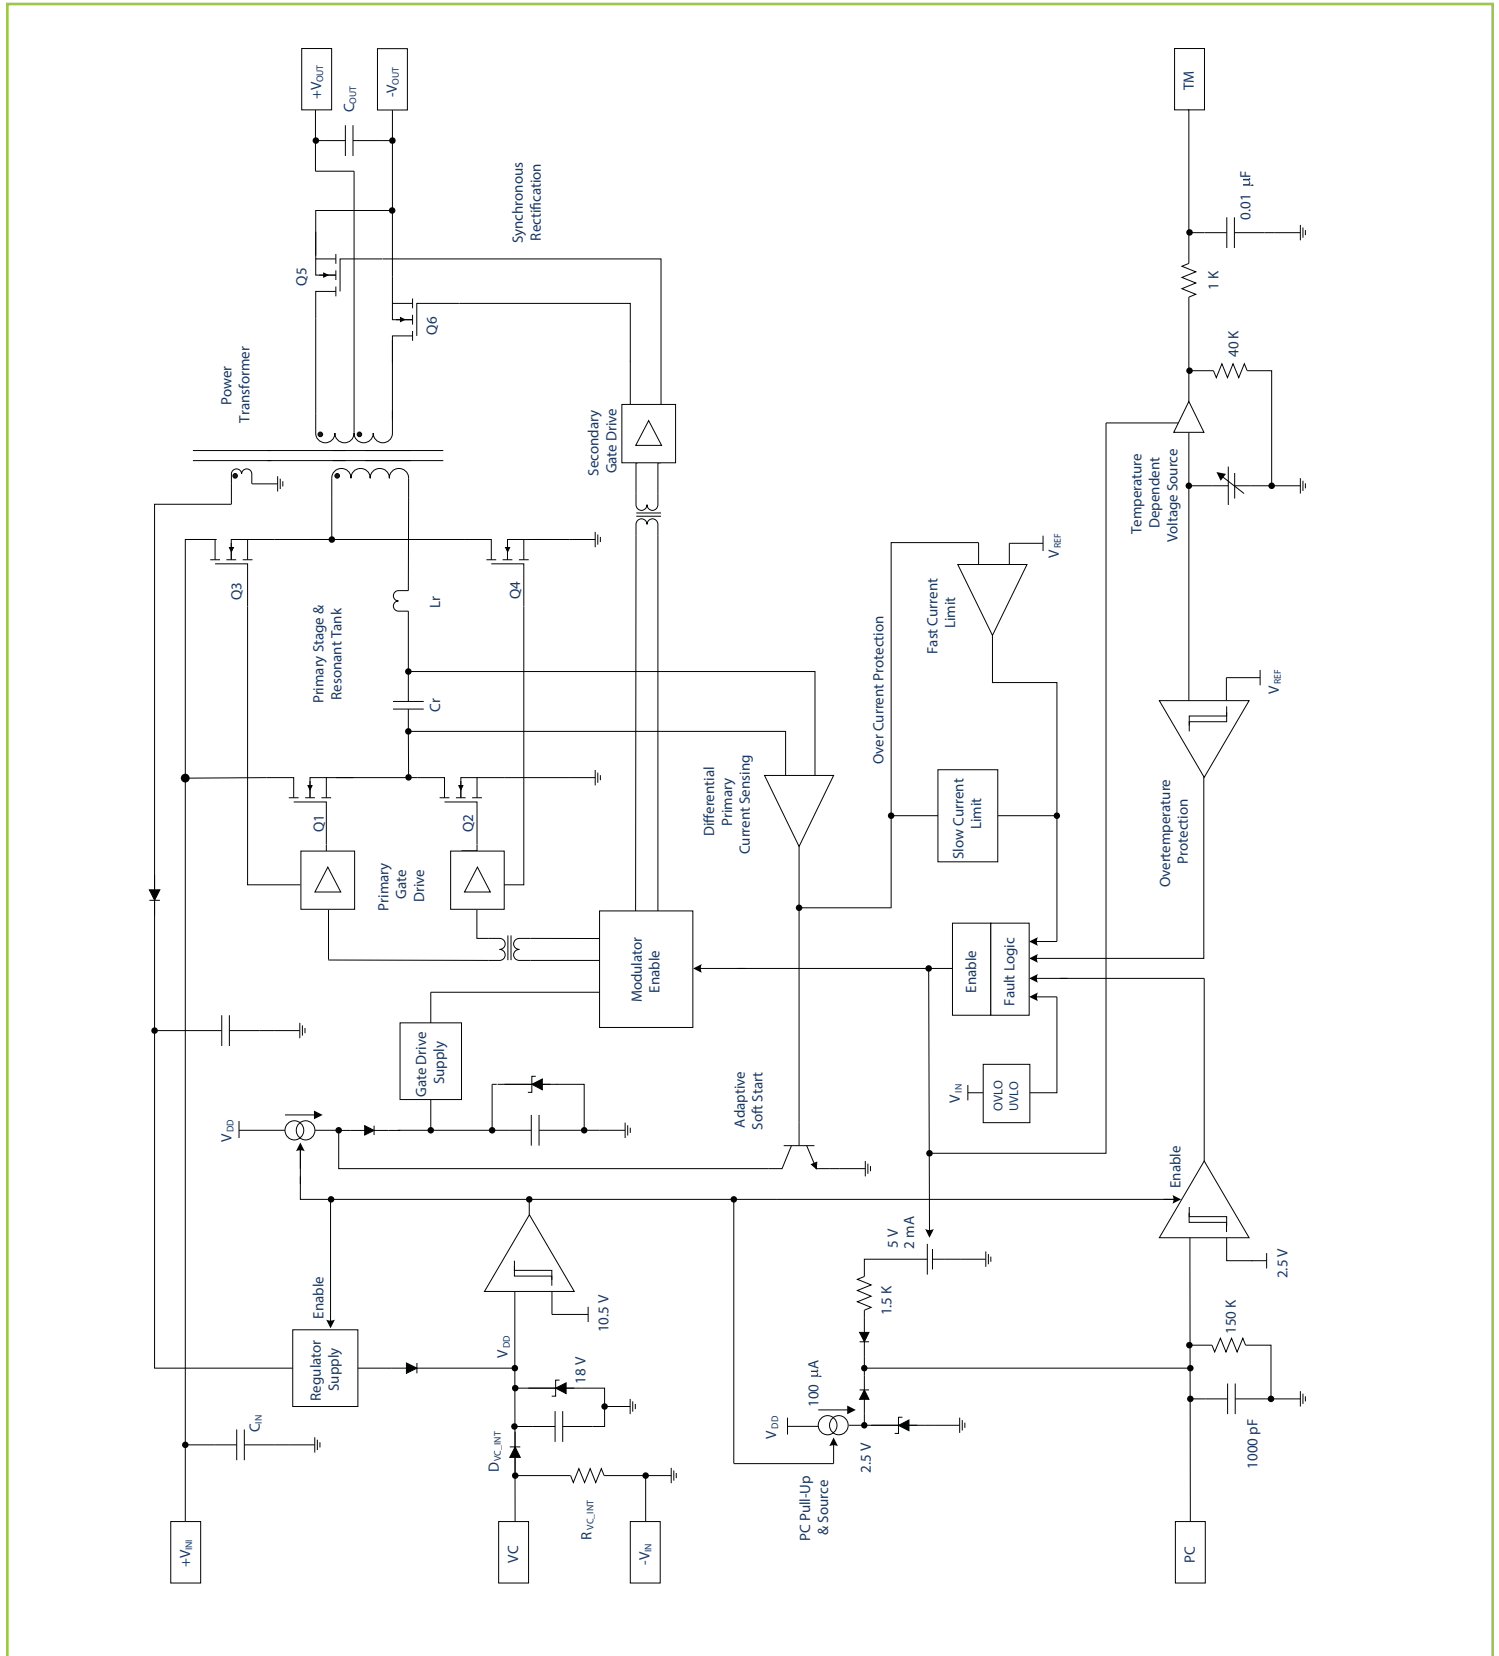 +VINI
CIN
Regulator
Supply
Enable
VDD
Gate Drive
Supply
Primary
Gate
Drive
Q1
Q2
Q3
Q4
Cr
Lr
Primary Stage &
Resonant Tank
Power
Transformer
Q5
Q6
+VOUT
COUT
-VOUT
Synchronous
Rectification
Secondary
Gate Drive
VC
DVC_INT
RVC_INT
-VIN
18 V
VDD
10.5 V
Modulator
Enable
Adaptive
Soft Start
Differential
Primary
Current Sensing
Over Current Protection
Slow Current
Limit
Fast Current
Limit
VREF
Enable
Fault Logic
VIN
OVLO
UVLO
PC Pull-Up
& Source
VDD
100 μA
2.5 V
1.5 K
5 V
2 mA
PC
1000 pF
150 K
2.5 V
Enable
Overtemperature
Protection
VREF
Temperature
Dependent
Voltage Source
40 K
1 K
0.01 μF
TM